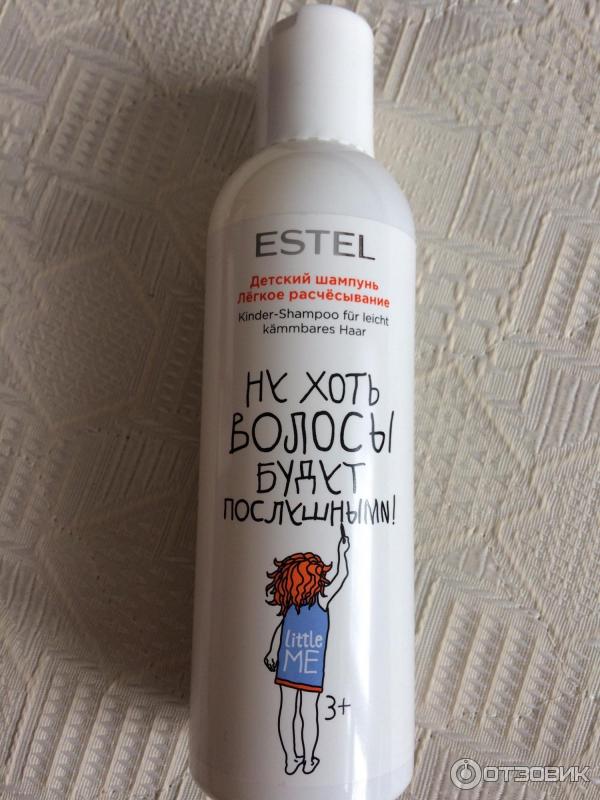 ESTEL
Детский шампунь
Лёгкое расчёсывание
Kinder-Shampoo für leicht
kämmbares Haar
НУ ХОТЬ
ВОЛОСЫ
БУДУТ
ПОСЛУШНЫМИ!
little
ME
3+
ОТЗОВИК